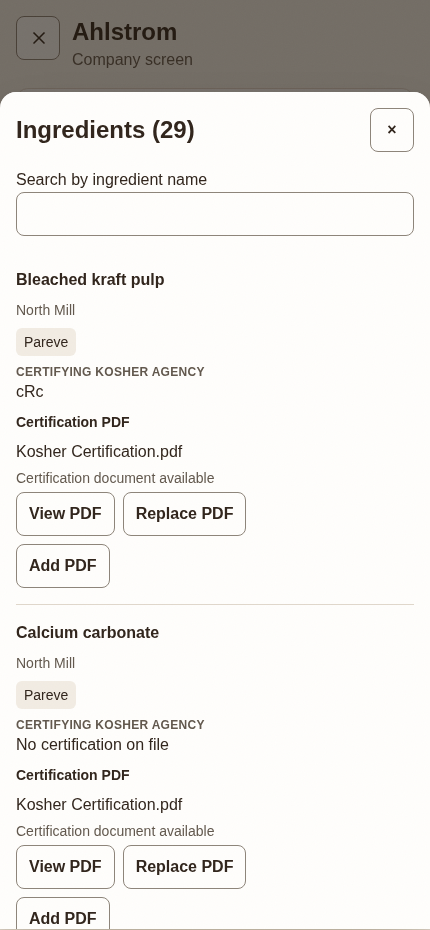 Ahlstrom
Company screen
Ingredients (29)
×
Search by ingredient name
Bleached kraft pulp
North Mill
Pareve
CERTIFYING KOSHER AGENCY
cRc
Certification PDF
Kosher Certification.pdf
Certification document available
View PDF Replace PDF
Add PDF
Calcium carbonate
North Mill
Pareve
CERTIFYING KOSHER AGENCY
No certification on file
Certification PDF
Kosher Certification.pdf
Certification document available
View PDF Replace PDF
Add PDF